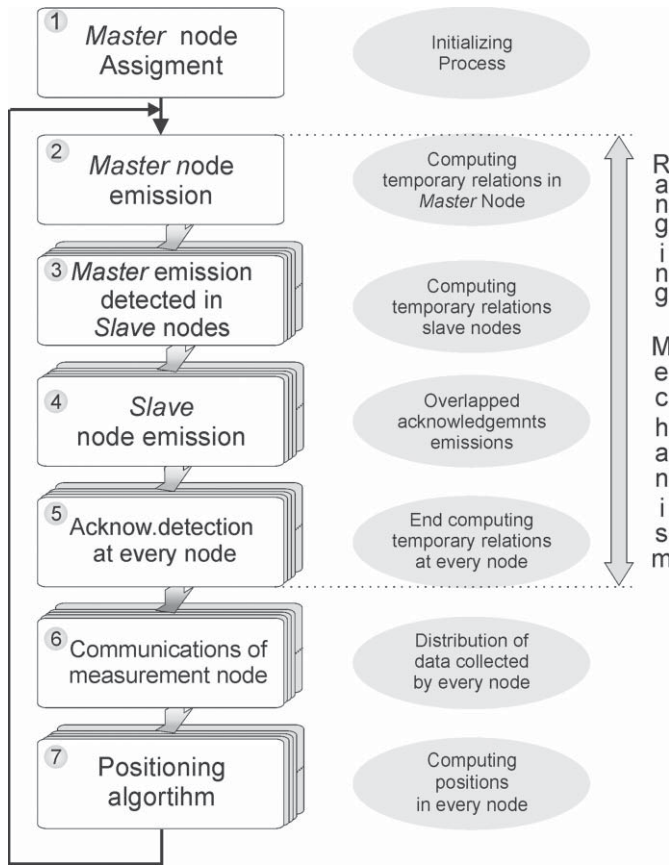 1
Master node
Assigment
Initializing
Process
2
Master node
emission
Computing
temporary relations in
Master Node
3
Master emission
detected in
Slave nodes
Computing
temporary relations
slave nodes
4
Slave
node emission
Overlapped
acknowledgemnts
emissions
5
Acknow.detection
at every node
End computing
temporary relations
at every node
6
Communications of
measurement node
Distribution of
data collected
by every node
7
Positioning
algortihm
Computing
positions
in every node
Ranging Mechanism